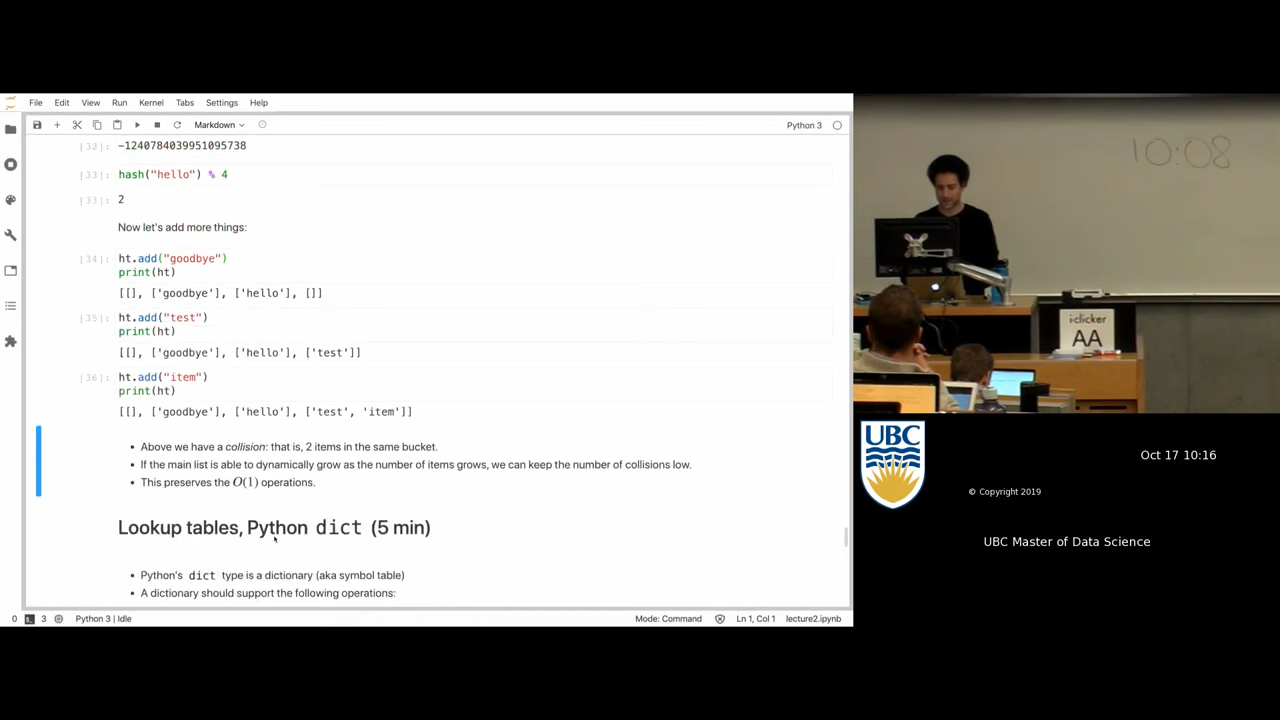 File Edit View Run Kernel Tabs Settings Help
Markdown
Python 3
[32]: -1240784039951095738
[33]: hash("hello") % 4
[33]: 2
Now let's add more things:
[34]: ht.add("goodbye")
print(ht)
[[], ['goodbye'], ['hello'], []]
[35]: ht.add("test")
print(ht)
[[], ['goodbye'], ['hello'], ['test']]
[36]: ht.add("item")
print(ht)
[[], ['goodbye'], ['hello'], ['test', 'item']]
• Above we have a collision: that is, 2 items in the same bucket.
• If the main list is able to dynamically grow as the number of items grows, we can keep the number of collisions low.
• This preserves the O(1) operations.
Lookup tables, Python dict (5 min)
• Python's dict type is a dictionary (aka symbol table)
• A dictionary should support the following operations:
0 3 Python 3 | Idle
Mode: Command Ln 1, Col 1 lecture2.ipynb
10:08
i>clicker
AA
UBC
Oct 17 10:16
© Copyright 2019
UBC Master of Data Science